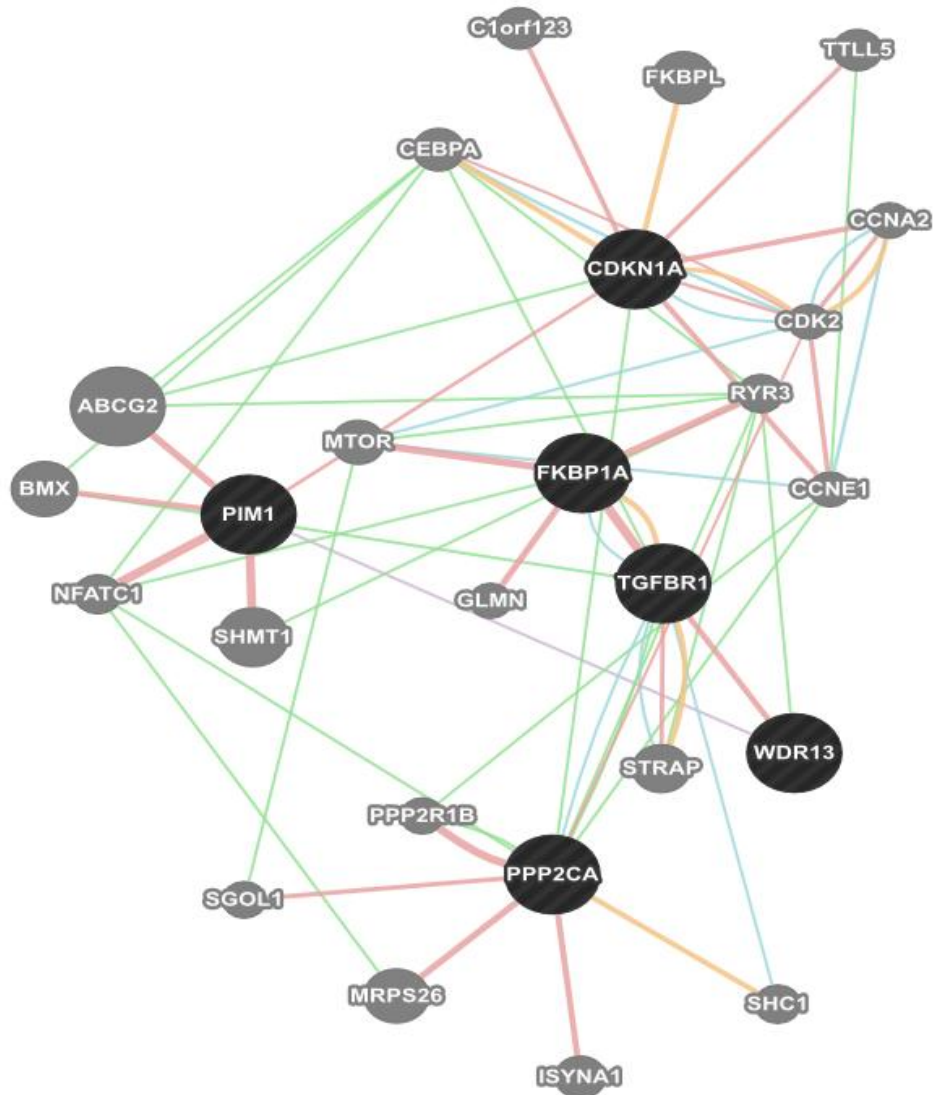 C1orf123
TTLL5
FKBPL
CEBPA
CCNA2
CDKN1A
CDK2
RYR3
ABCG2
MTOR
FKBP1A
BMX
CCNE1
PIM1
TGFBR1
NFATC1
GLMN
SHMT1
WDR13
STRAP
PPP2R1B
PPP2CA
SGOL1
MRPS26
SHC1
ISYNA1